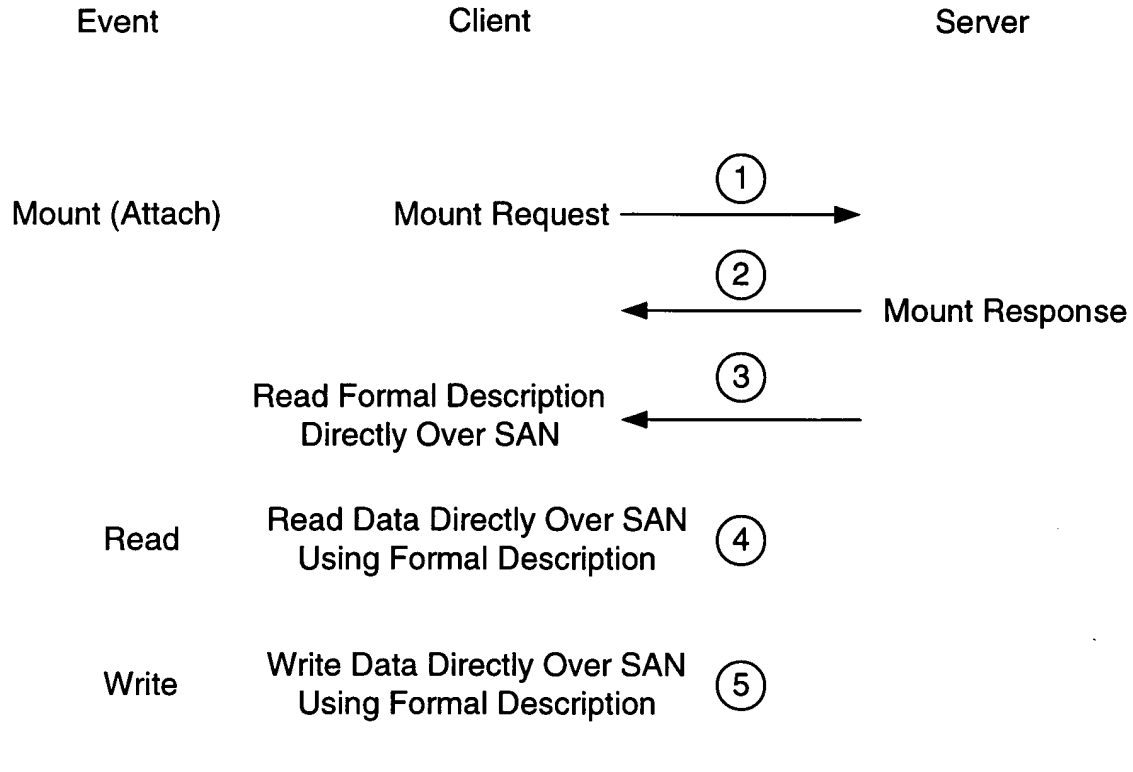 Event Client Server
1
Mount (Attach) Mount Request
2
Mount Response
3
Read Formal Description
Directly Over SAN
Read Data Directly Over SAN
Read 4
Using Formal Description
Write Data Directly Over SAN
Write 5
Using Formal Description